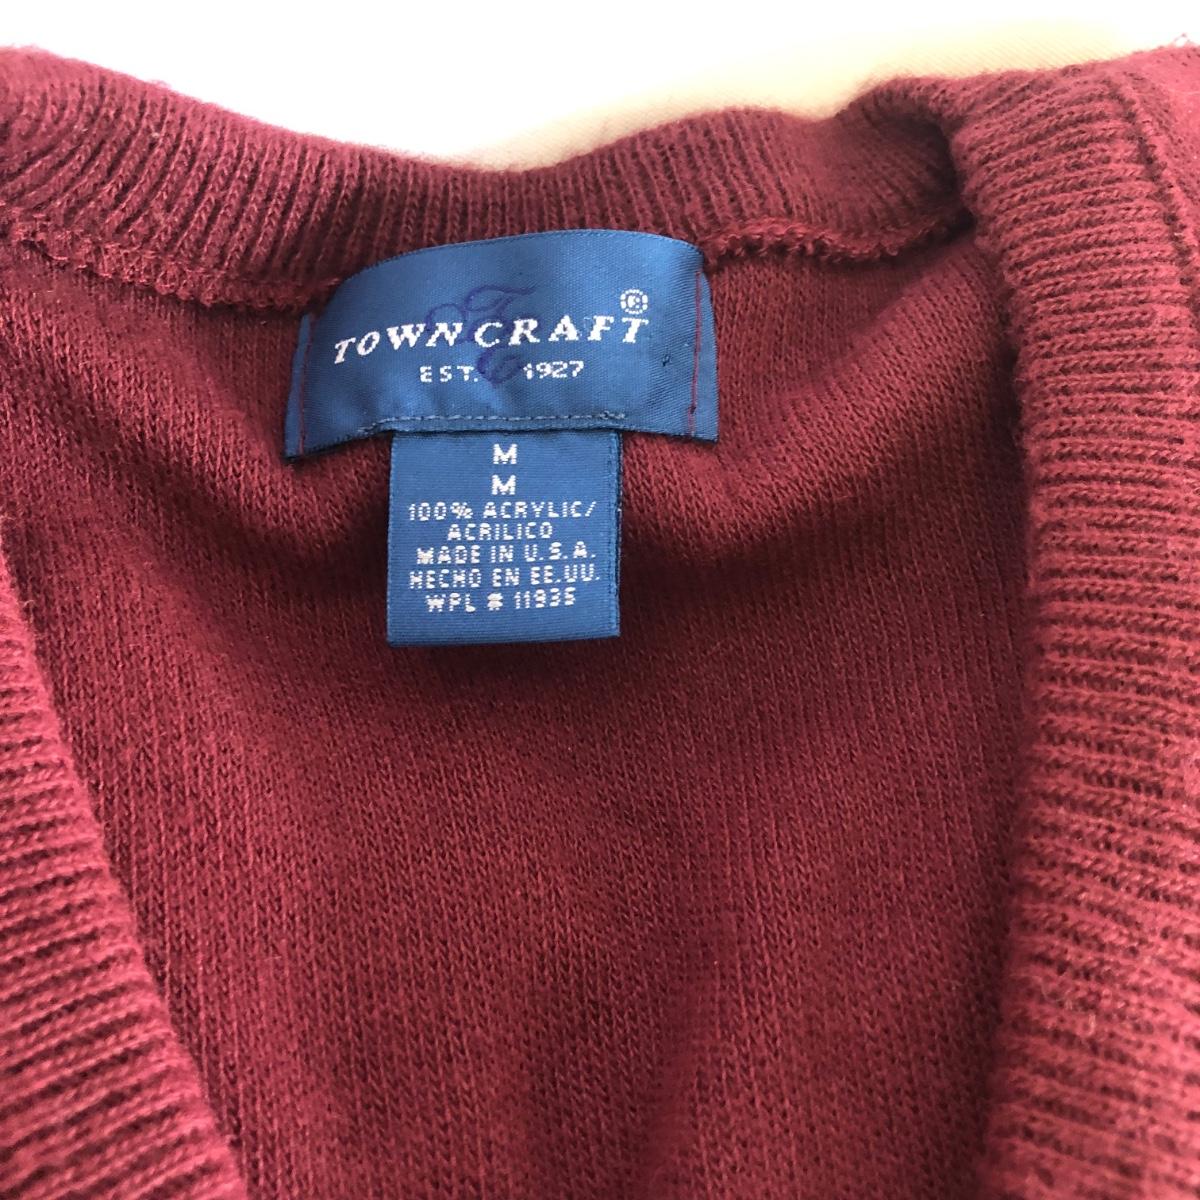 TOWNCRAFT®
EST. 1927
M
M
100% ACRYLIC/
ACRILICO
MADE IN U.S.A.
HECHO EN EE.UU.
WPL # 11935